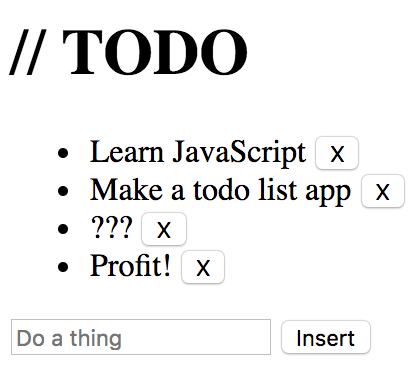 // TODO
Learn JavaScript X
Make a todo list app X
??? X
Profit! X
Do a thing Insert